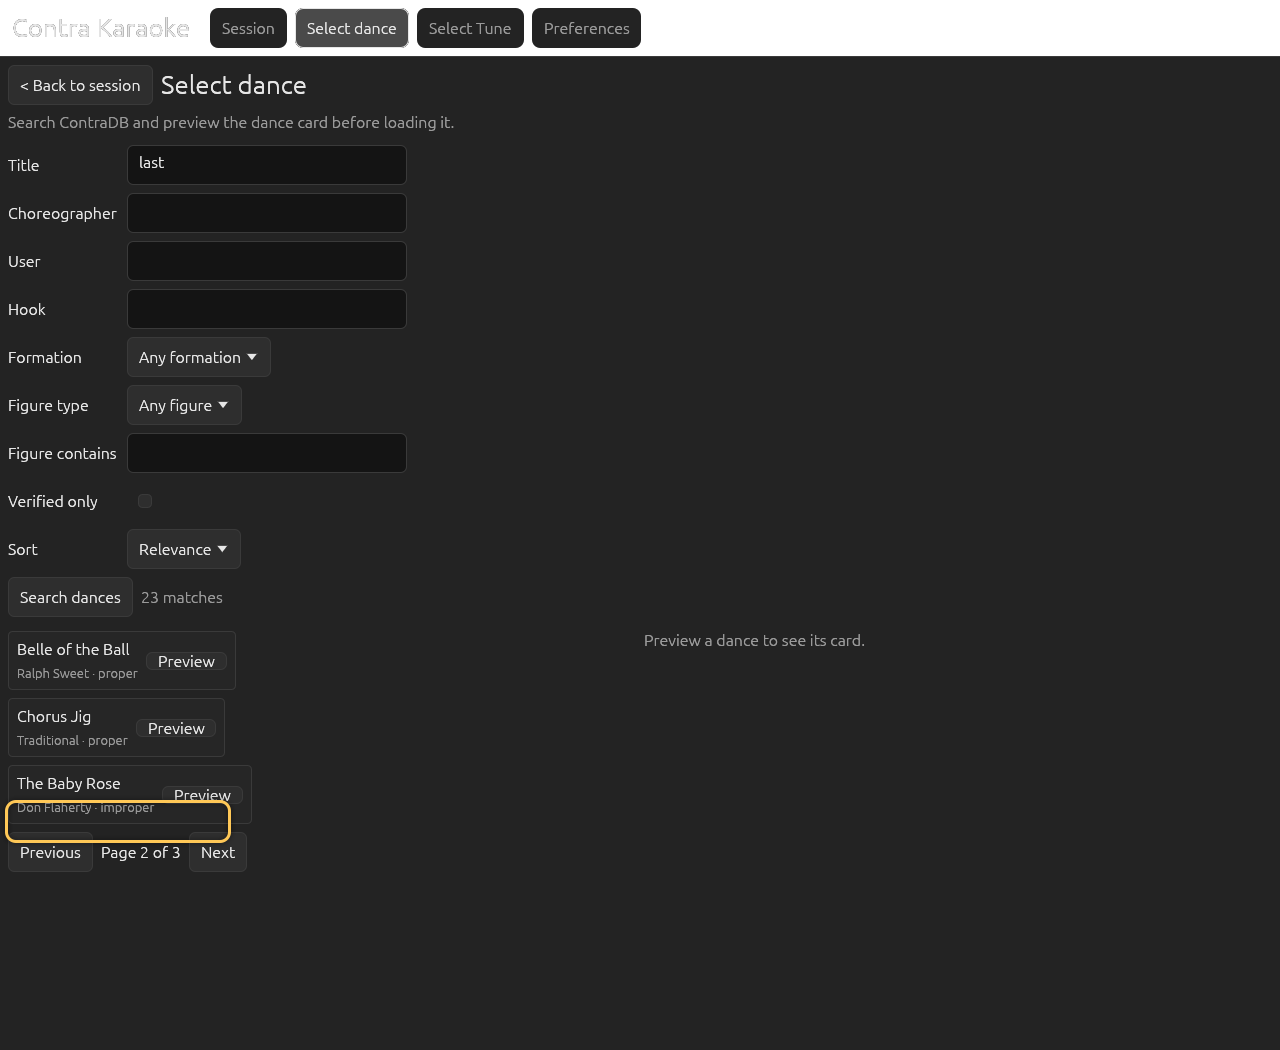 Contra Karaoke Session Select dance Select Tune Preferences
< Back to session Select dance
Search ContraDB and preview the dance card before loading it.
Title last
Choreographer
User
Hook
Formation Any formation
Figure type Any figure
Figure contains
Verified only
Sort Relevance
Search dances 23 matches
Preview a dance to see its card.
Belle of the Ball
Ralph Sweet · proper
Preview
Chorus Jig
Traditional · proper
Preview
The Baby Rose
Don Flaherty · improper
Preview
Previous Page 2 of 3 Next